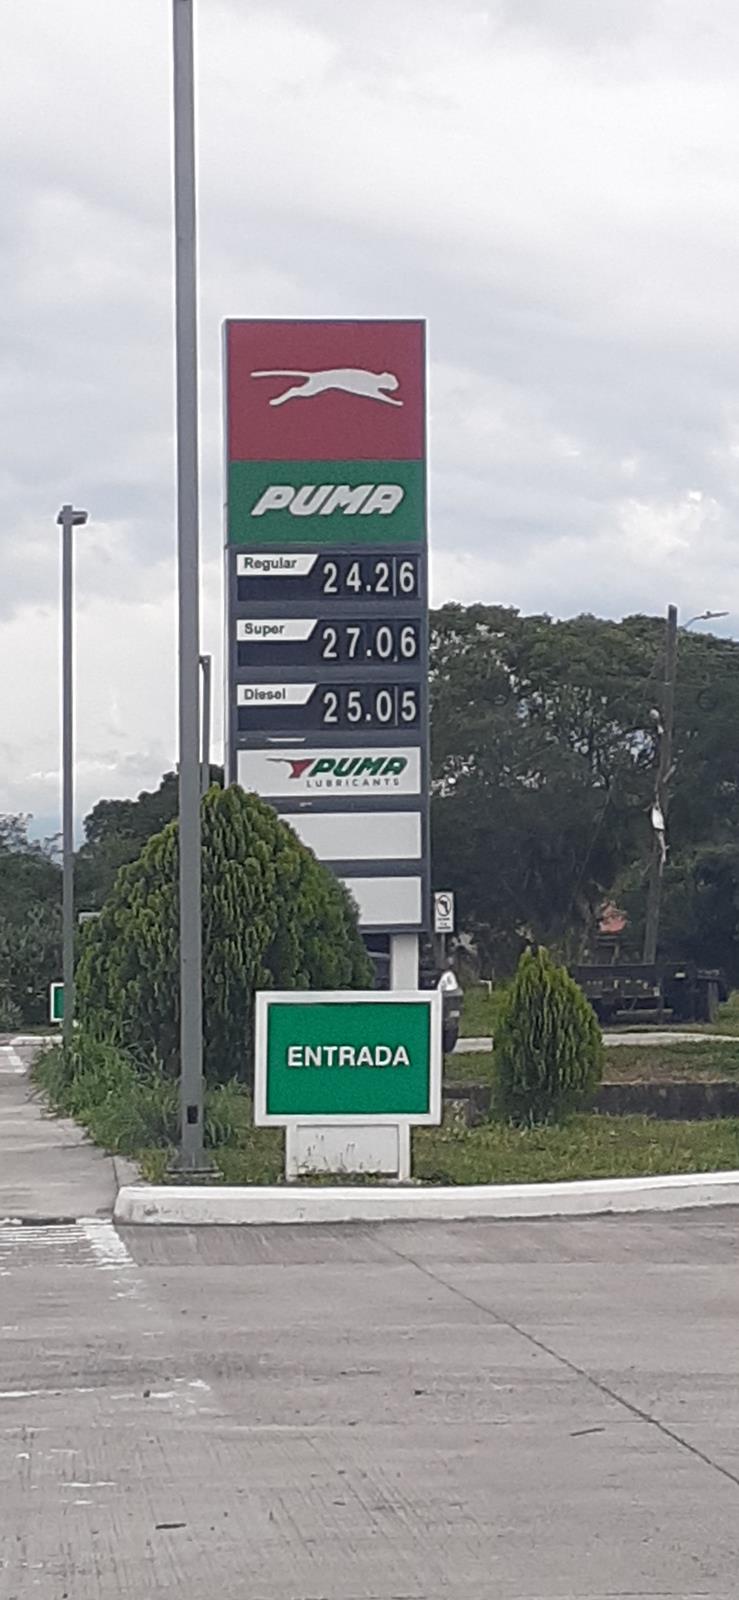 PUMA
Regular 24.26
Super 27.06
Diesel 25.05
PUMA
LUBRICANTS
ENTRADA